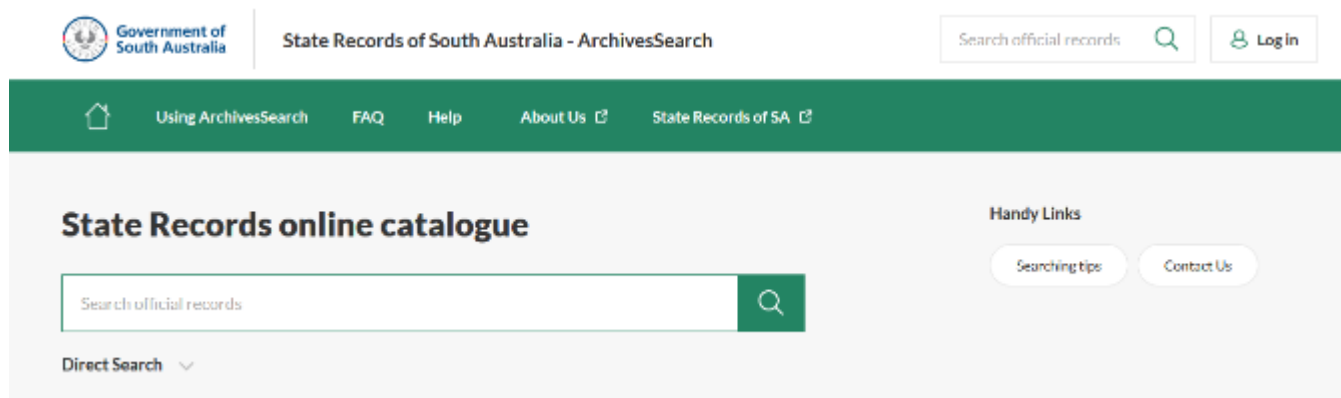 Government of
South Australia
State Records of South Australia - ArchivesSearch
Search official records
Log in
Using ArchivesSearch
FAQ
Help
About Us
State Records of SA
State Records online catalogue
Search official records
Direct Search
Handy Links
Searching tips
Contact Us